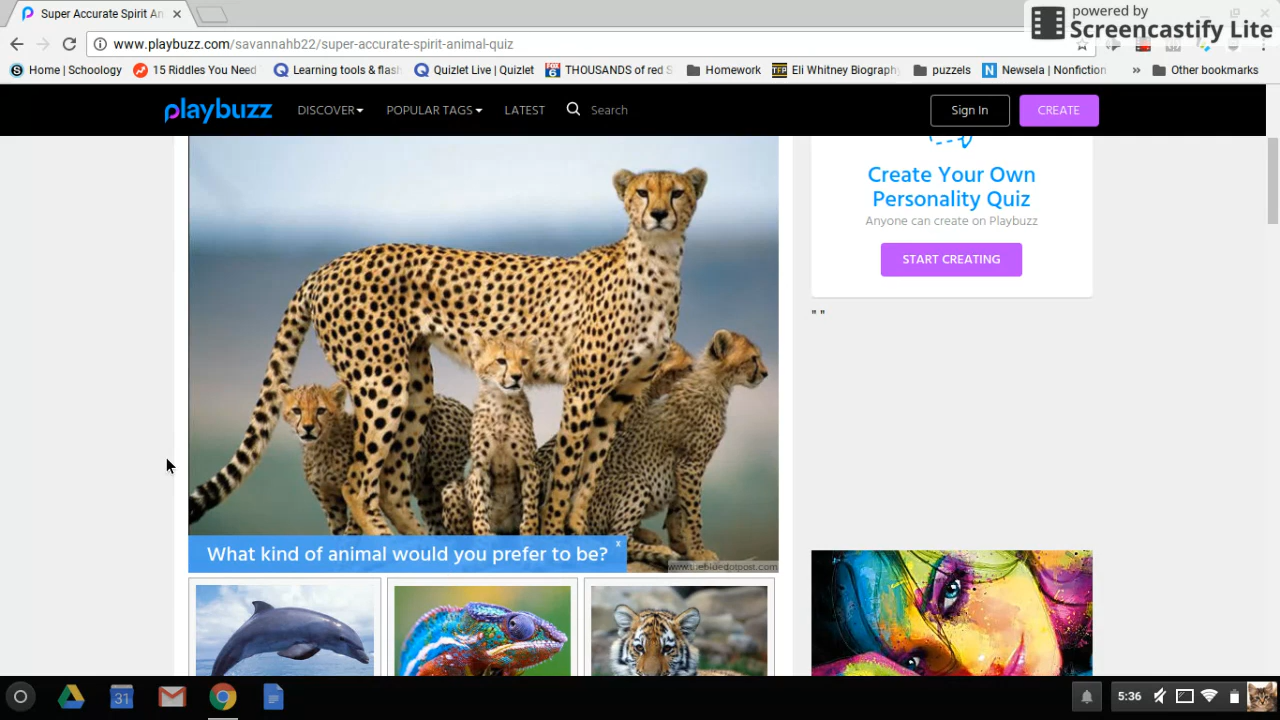 Super Accurate Spirit An
powered by
Screencastify Lite
www.playbuzz.com/savannahb22/super-accurate-spirit-animal-quiz
Home | Schoology
15 Riddles You Need
Learning tools & flash
Quizlet Live | Quizlet
THOUSANDS of red S
Homework
Eli Whitney Biography
puzzels
Newsela | Nonfiction
Other bookmarks
playbuzz
DISCOVER
POPULAR TAGS
LATEST
Search
Sign In
CREATE
Create Your Own
Personality Quiz
Anyone can create on Playbuzz
START CREATING
" "
What kind of animal would you prefer to be?
x
www.thebluedotpost.com
5:36